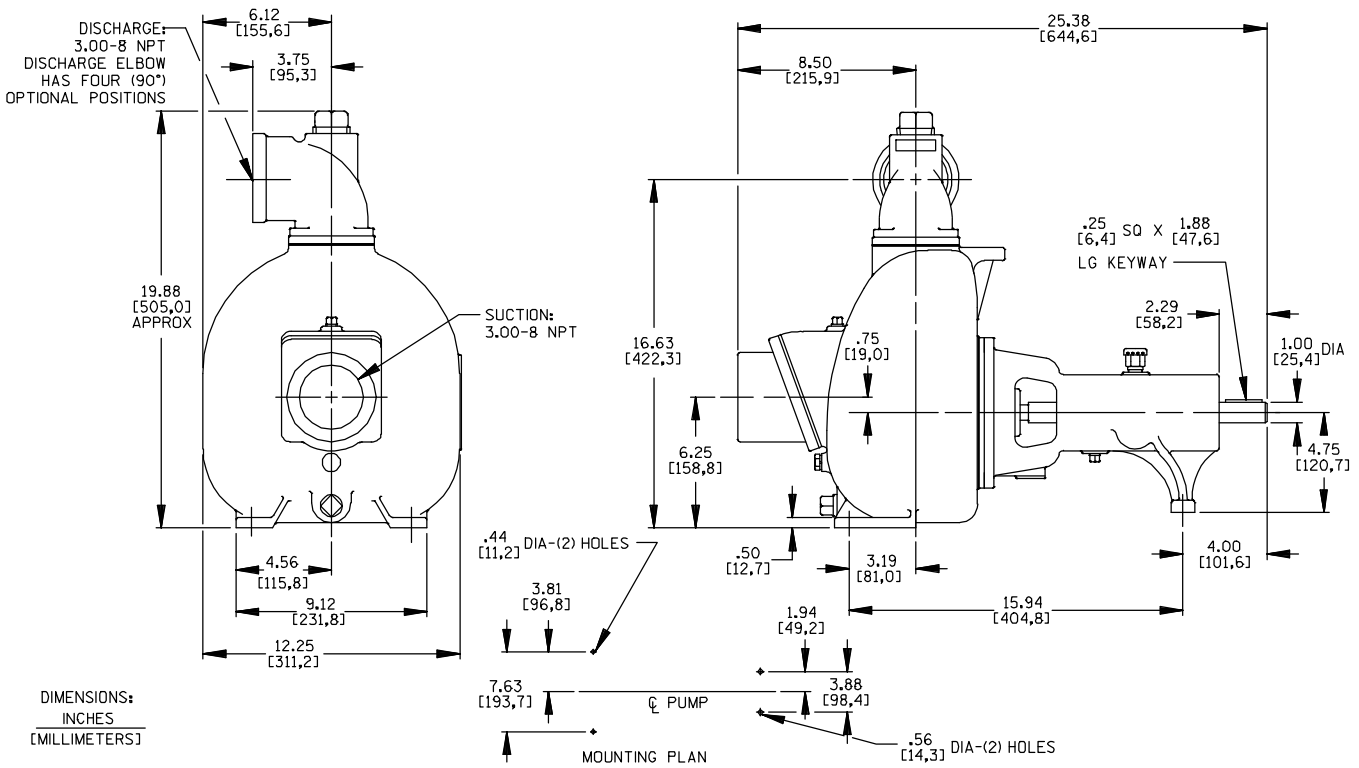 DISCHARGE:
3.00-8 NPT
DISCHARGE ELBOW
HAS FOUR (90°)
OPTIONAL POSITIONS
6.12
[155,6]
3.75
[95,3]
19.88
[505,0]
APPROX
SUCTION:
3.00-8 NPT
4.56
[115,8]
9.12
[231,8]
12.25
[311,2]
25.38
[644,6]
8.50
[215,9]
16.63
[422,3]
.75
[19,0]
6.25
[158,8]
.25
[6,4] SQ X 1.88
[47,6]
LG KEYWAY
2.29
[58,2]
1.00
[25,4] DIA
4.75
[120,7]
.50
[12,7]
3.19
[81,0]
4.00
[101,6]
15.94
[404,8]
.44
[11,2] DIA-(2) HOLES
3.81
[96,8]
7.63
[193,7]
1.94
[49,2]
3.88
[98,4]
℄ PUMP
.56
[14,3] DIA-(2) HOLES
MOUNTING PLAN
DIMENSIONS:
INCHES
[MILLIMETERS]